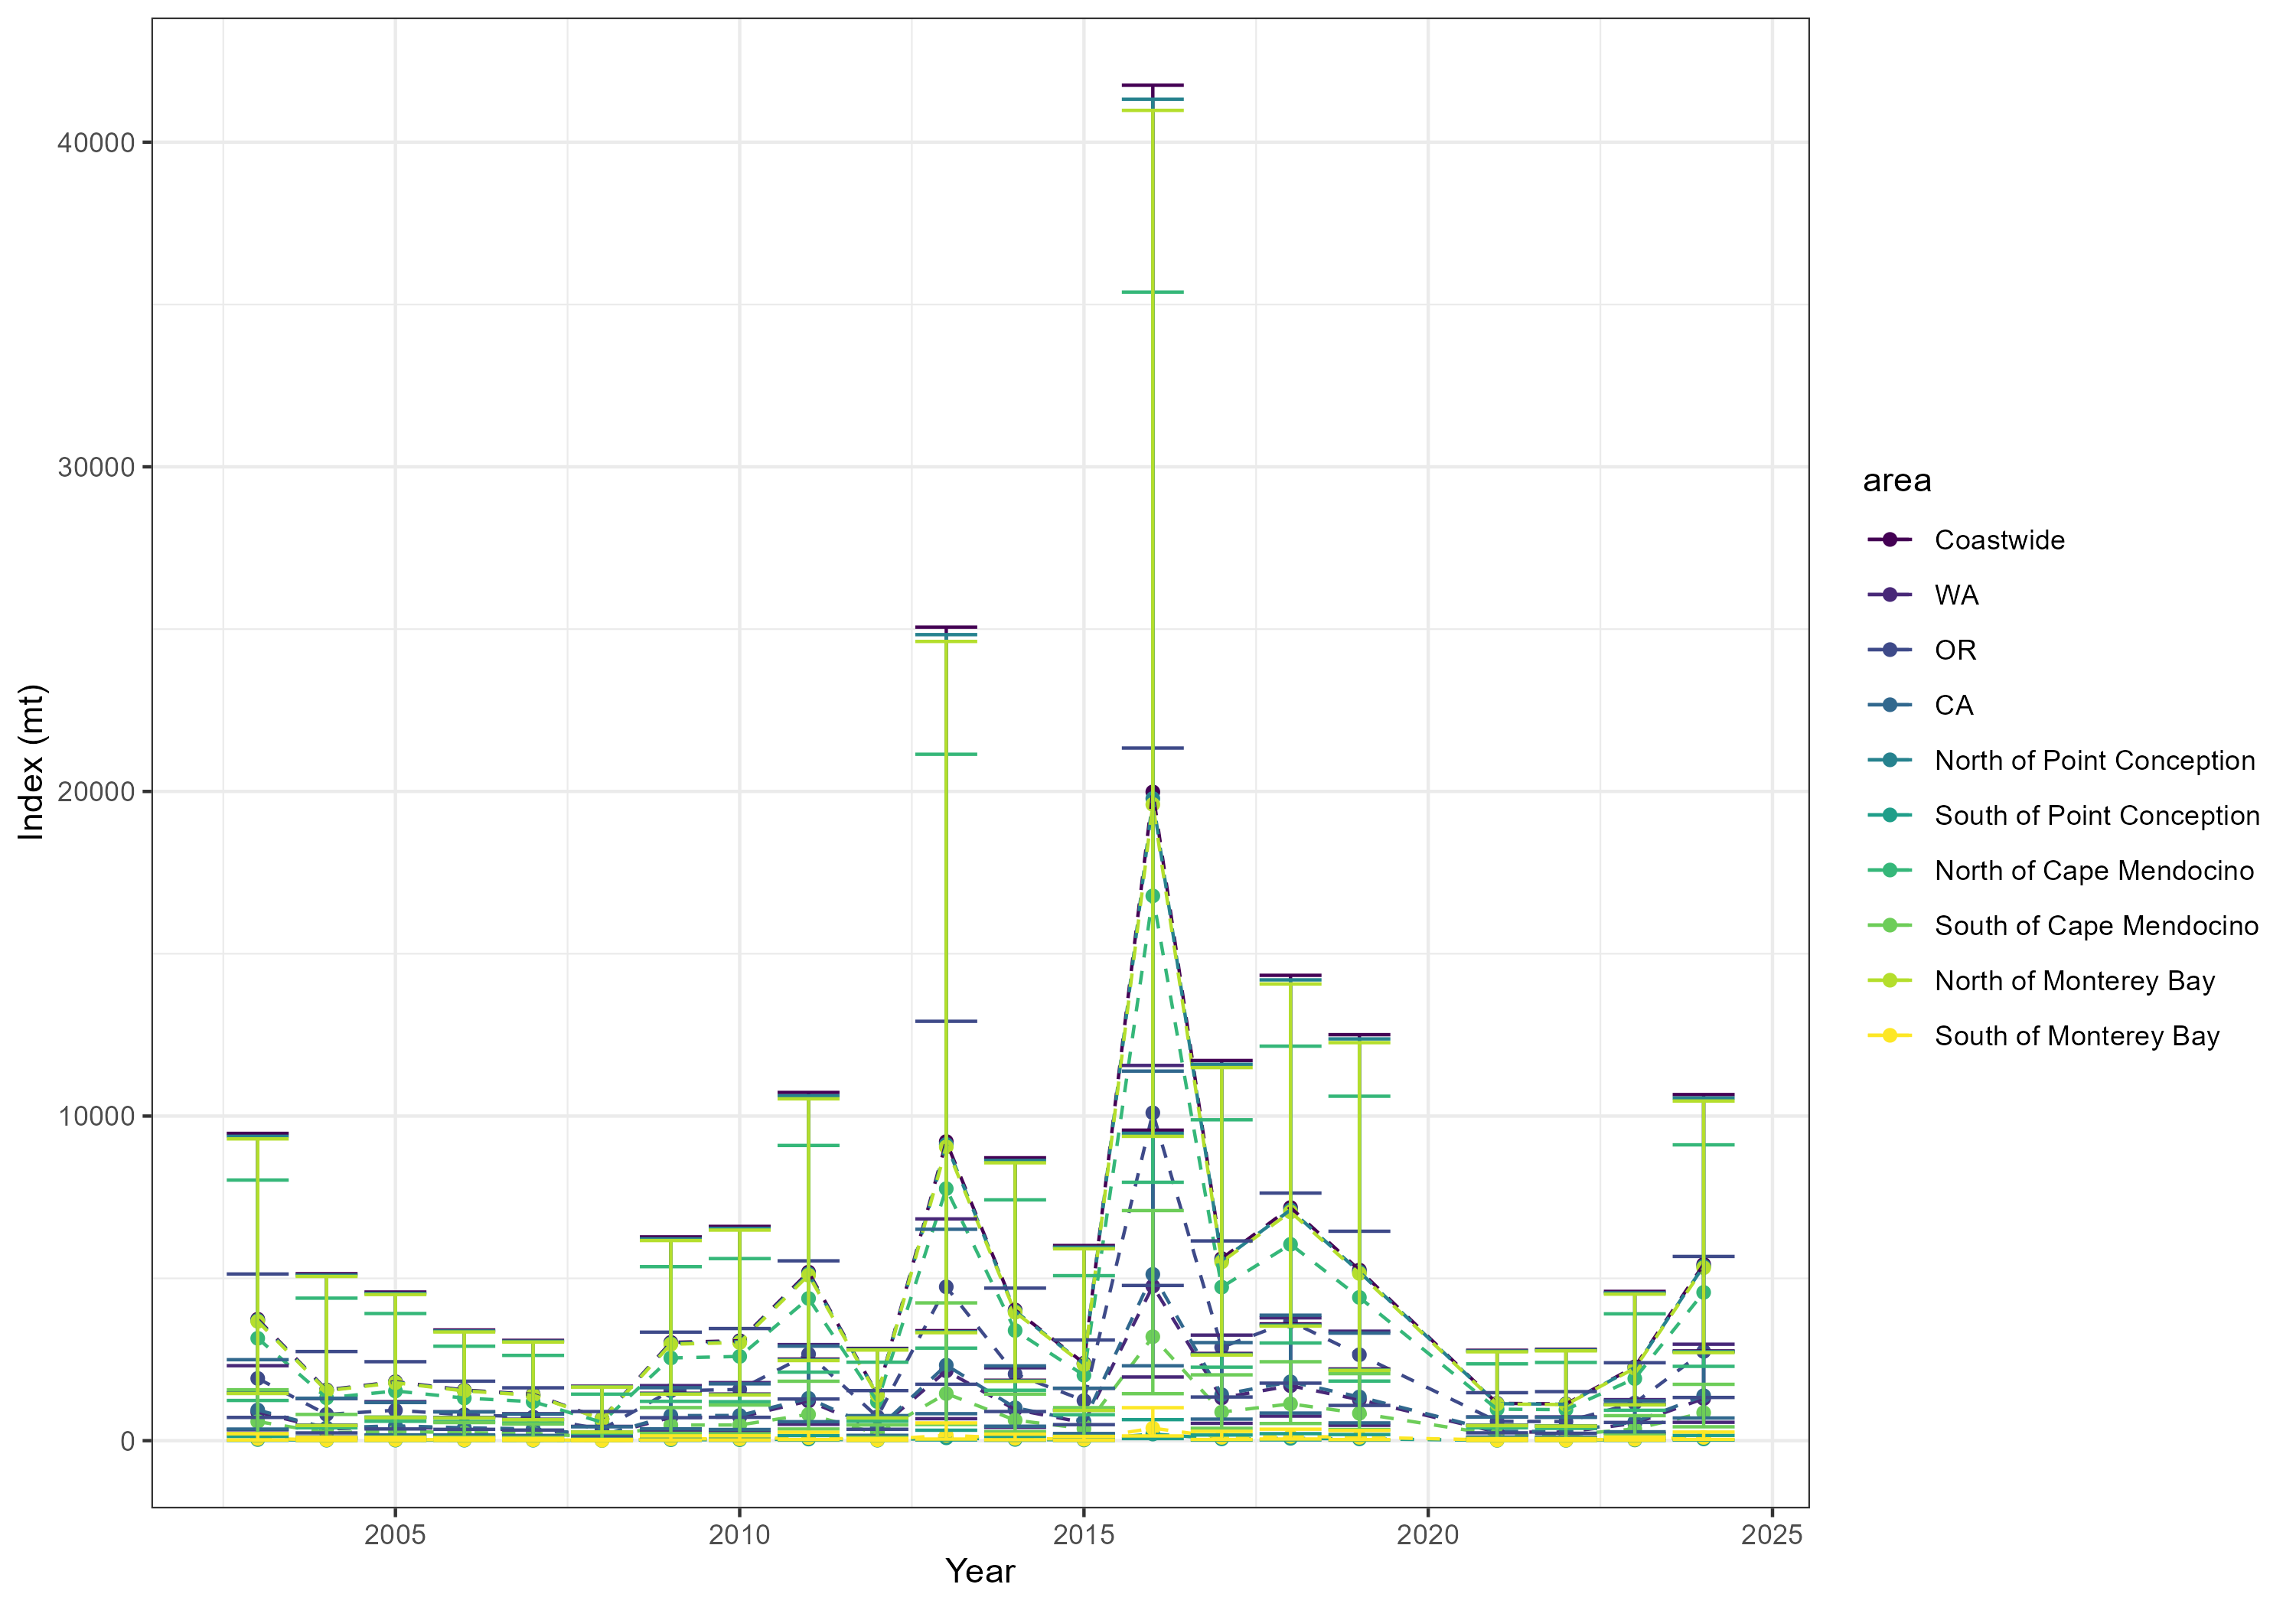 40000
30000
20000
10000
0
Index (mt)
2005
2010
2015
2020
2025
Year
area
Coastwide
WA
OR
CA
North of Point Conception
South of Point Conception
North of Cape Mendocino
South of Cape Mendocino
North of Monterey Bay
South of Monterey Bay